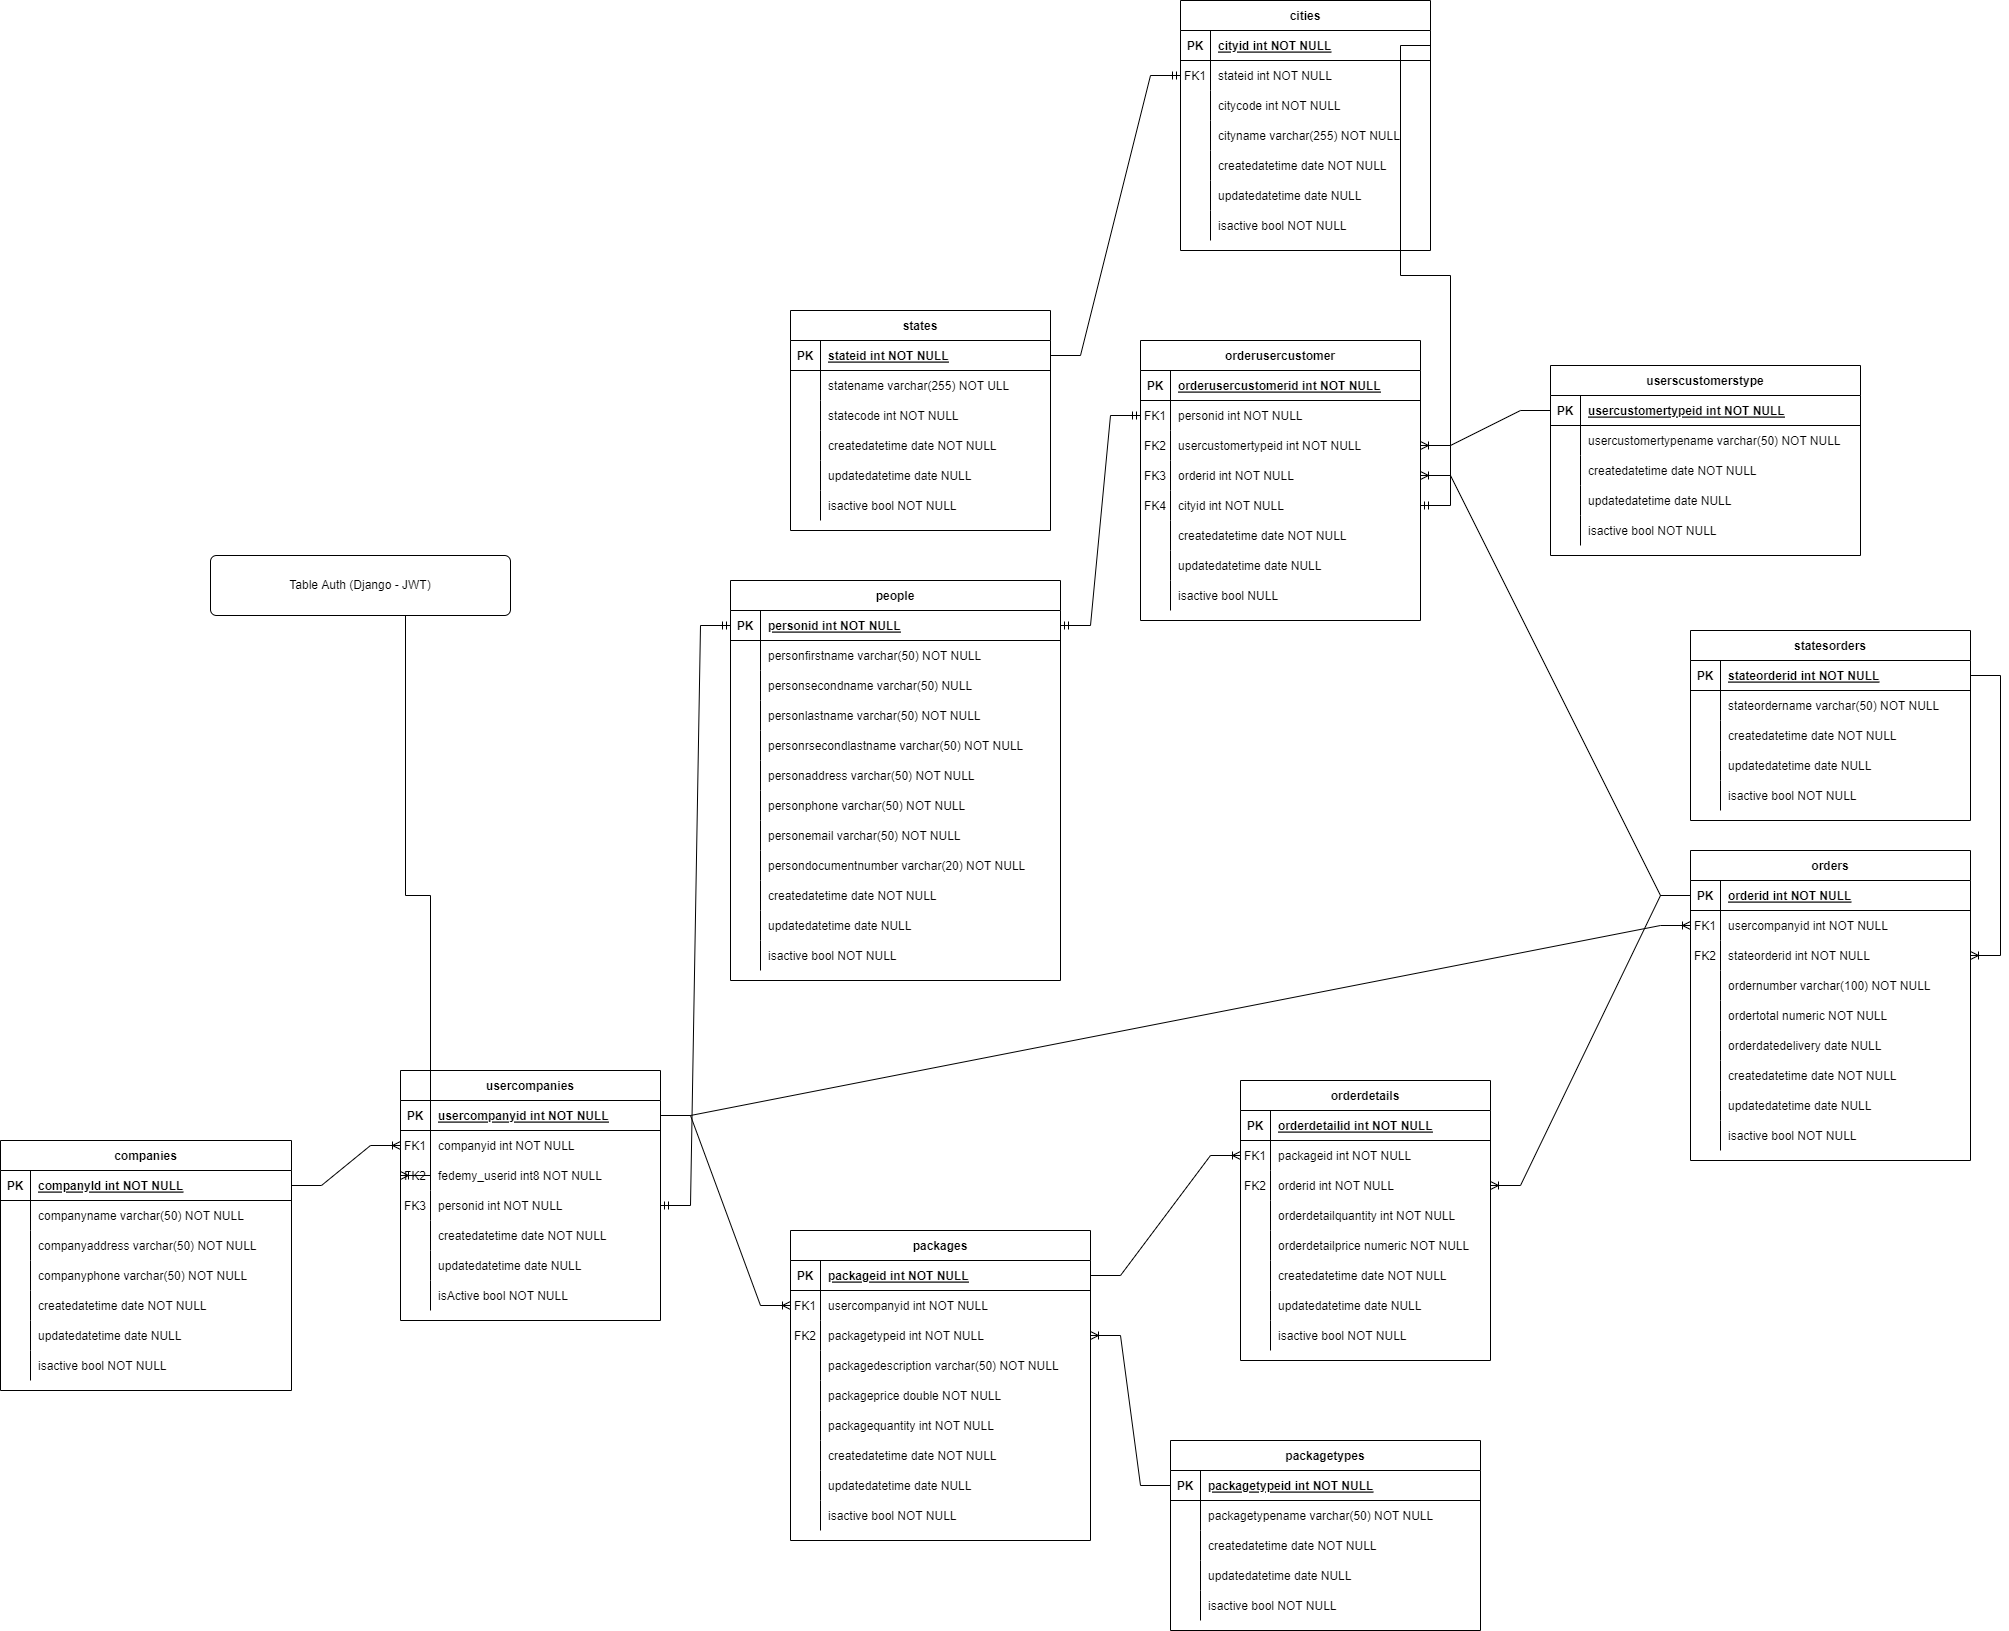 cities
PK cityid int NOT NULL
FK1 stateid int NOT NULL
citycode int NOT NULL
cityname varchar(255) NOT NULL
createdatetime date NOT NULL
updatedatetime date NULL
isactive bool NOT NULL
states
PK stateid int NOT NULL
statename varchar(255) NOT ULL
statecode int NOT NULL
createdatetime date NOT NULL
updatedatetime date NULL
isactive bool NOT NULL
orderusercustomer
PK orderusercustomerid int NOT NULL
FK1 personid int NOT NULL
FK2 usercustomertypeid int NOT NULL
FK3 orderid int NOT NULL
FK4 cityid int NOT NULL
createdatetime date NOT NULL
updatedatetime date NULL
isactive bool NULL
userscustomerstype
PK usercustomertypeid int NOT NULL
usercustomertypename varchar(50) NOT NULL
createdatetime date NOT NULL
updatedatetime date NULL
isactive bool NOT NULL
Table Auth (Django - JWT)
people
PK personid int NOT NULL
personfirstname varchar(50) NOT NULL
personsecondname varchar(50) NULL
personlastname varchar(50) NOT NULL
personrsecondlastname varchar(50) NOT NULL
personaddress varchar(50) NOT NULL
personphone varchar(50) NOT NULL
personemail varchar(50) NOT NULL
persondocumentnumber varchar(20) NOT NULL
createdatetime date NOT NULL
updatedatetime date NULL
isactive bool NOT NULL
statesorders
PK stateorderid int NOT NULL
stateordername varchar(50) NOT NULL
createdatetime date NOT NULL
updatedatetime date NULL
isactive bool NOT NULL
orders
PK orderid int NOT NULL
FK1 usercompanyid int NOT NULL
FK2 stateorderid int NOT NULL
ordernumber varchar(100) NOT NULL
ordertotal numeric NOT NULL
orderdatedelivery date NULL
createdatetime date NOT NULL
updatedatetime date NULL
isactive bool NOT NULL
usercompanies
PK usercompanyid int NOT NULL
FK1 companyid int NOT NULL
FK2 fedemy_userid int8 NOT NULL
FK3 personid int NOT NULL
createdatetime date NOT NULL
updatedatetime date NULL
isActive bool NOT NULL
companies
PK companyId int NOT NULL
companyname varchar(50) NOT NULL
companyaddress varchar(50) NOT NULL
companyphone varchar(50) NOT NULL
createdatetime date NOT NULL
updatedatetime date NULL
isactive bool NOT NULL
orderdetails
PK orderdetailid int NOT NULL
FK1 packageid int NOT NULL
FK2 orderid int NOT NULL
orderdetailquantity int NOT NULL
orderdetailprice numeric NOT NULL
createdatetime date NOT NULL
updatedatetime date NULL
isactive bool NOT NULL
packages
PK packageid int NOT NULL
FK1 usercompanyid int NOT NULL
FK2 packagetypeid int NOT NULL
packagedescription varchar(50) NOT NULL
packageprice double NOT NULL
packagequantity int NOT NULL
createdatetime date NOT NULL
updatedatetime date NULL
isactive bool NOT NULL
packagetypes
PK packagetypeid int NOT NULL
packagetypename varchar(50) NOT NULL
createdatetime date NOT NULL
updatedatetime date NULL
isactive bool NOT NULL